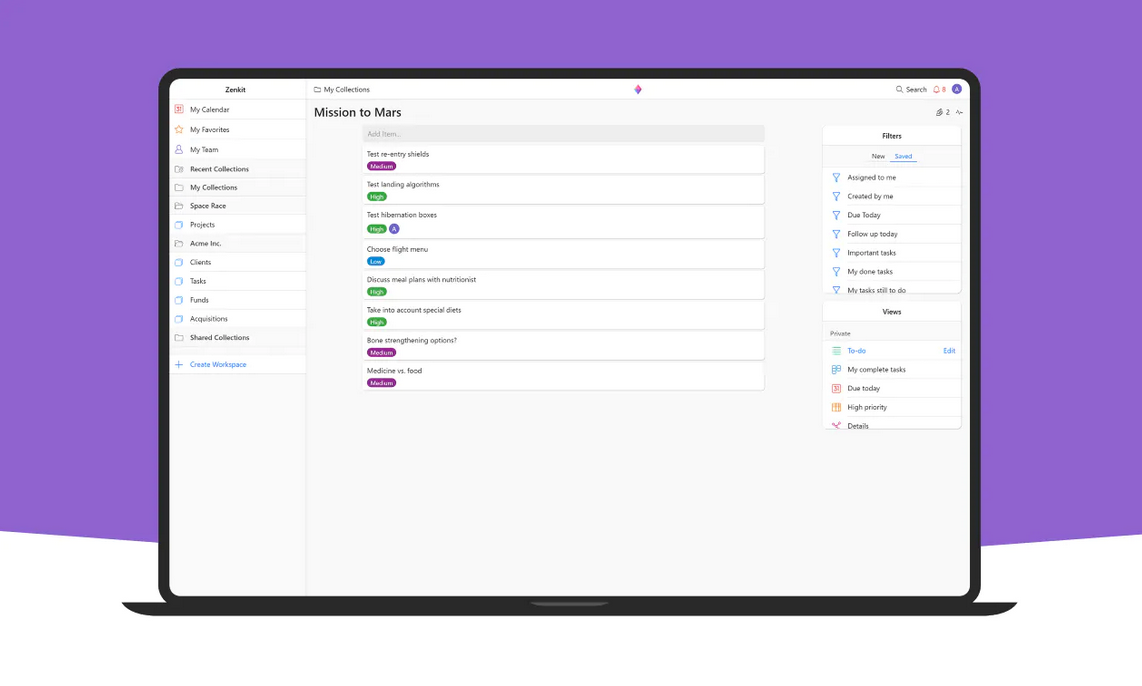 Zenkit
My Calendar
My Favorites
My Team
Recent Collections
My Collections
Space Race
Projects
Acme Inc.
Clients
Tasks
Funds
Acquisitions
Shared Collections
Create Workspace
My Collections
Search 8 A
Mission to Mars
2
Add Item...
Test re-entry shields
Medium
Test landing algorithms
High
Test hibernation boxes
High A
Choose flight menu
Low
Discuss meal plans with nutritionist
High
Take into account special diets
High
Bone strengthening options?
Medium
Medicine vs. food
Medium
Filters
New Saved
Assigned to me
Created by me
Due Today
Follow up today
Important tasks
My done tasks
My tasks still to do
Views
Private
To-do Edit
My complete tasks
31 Due today
High priority
Details